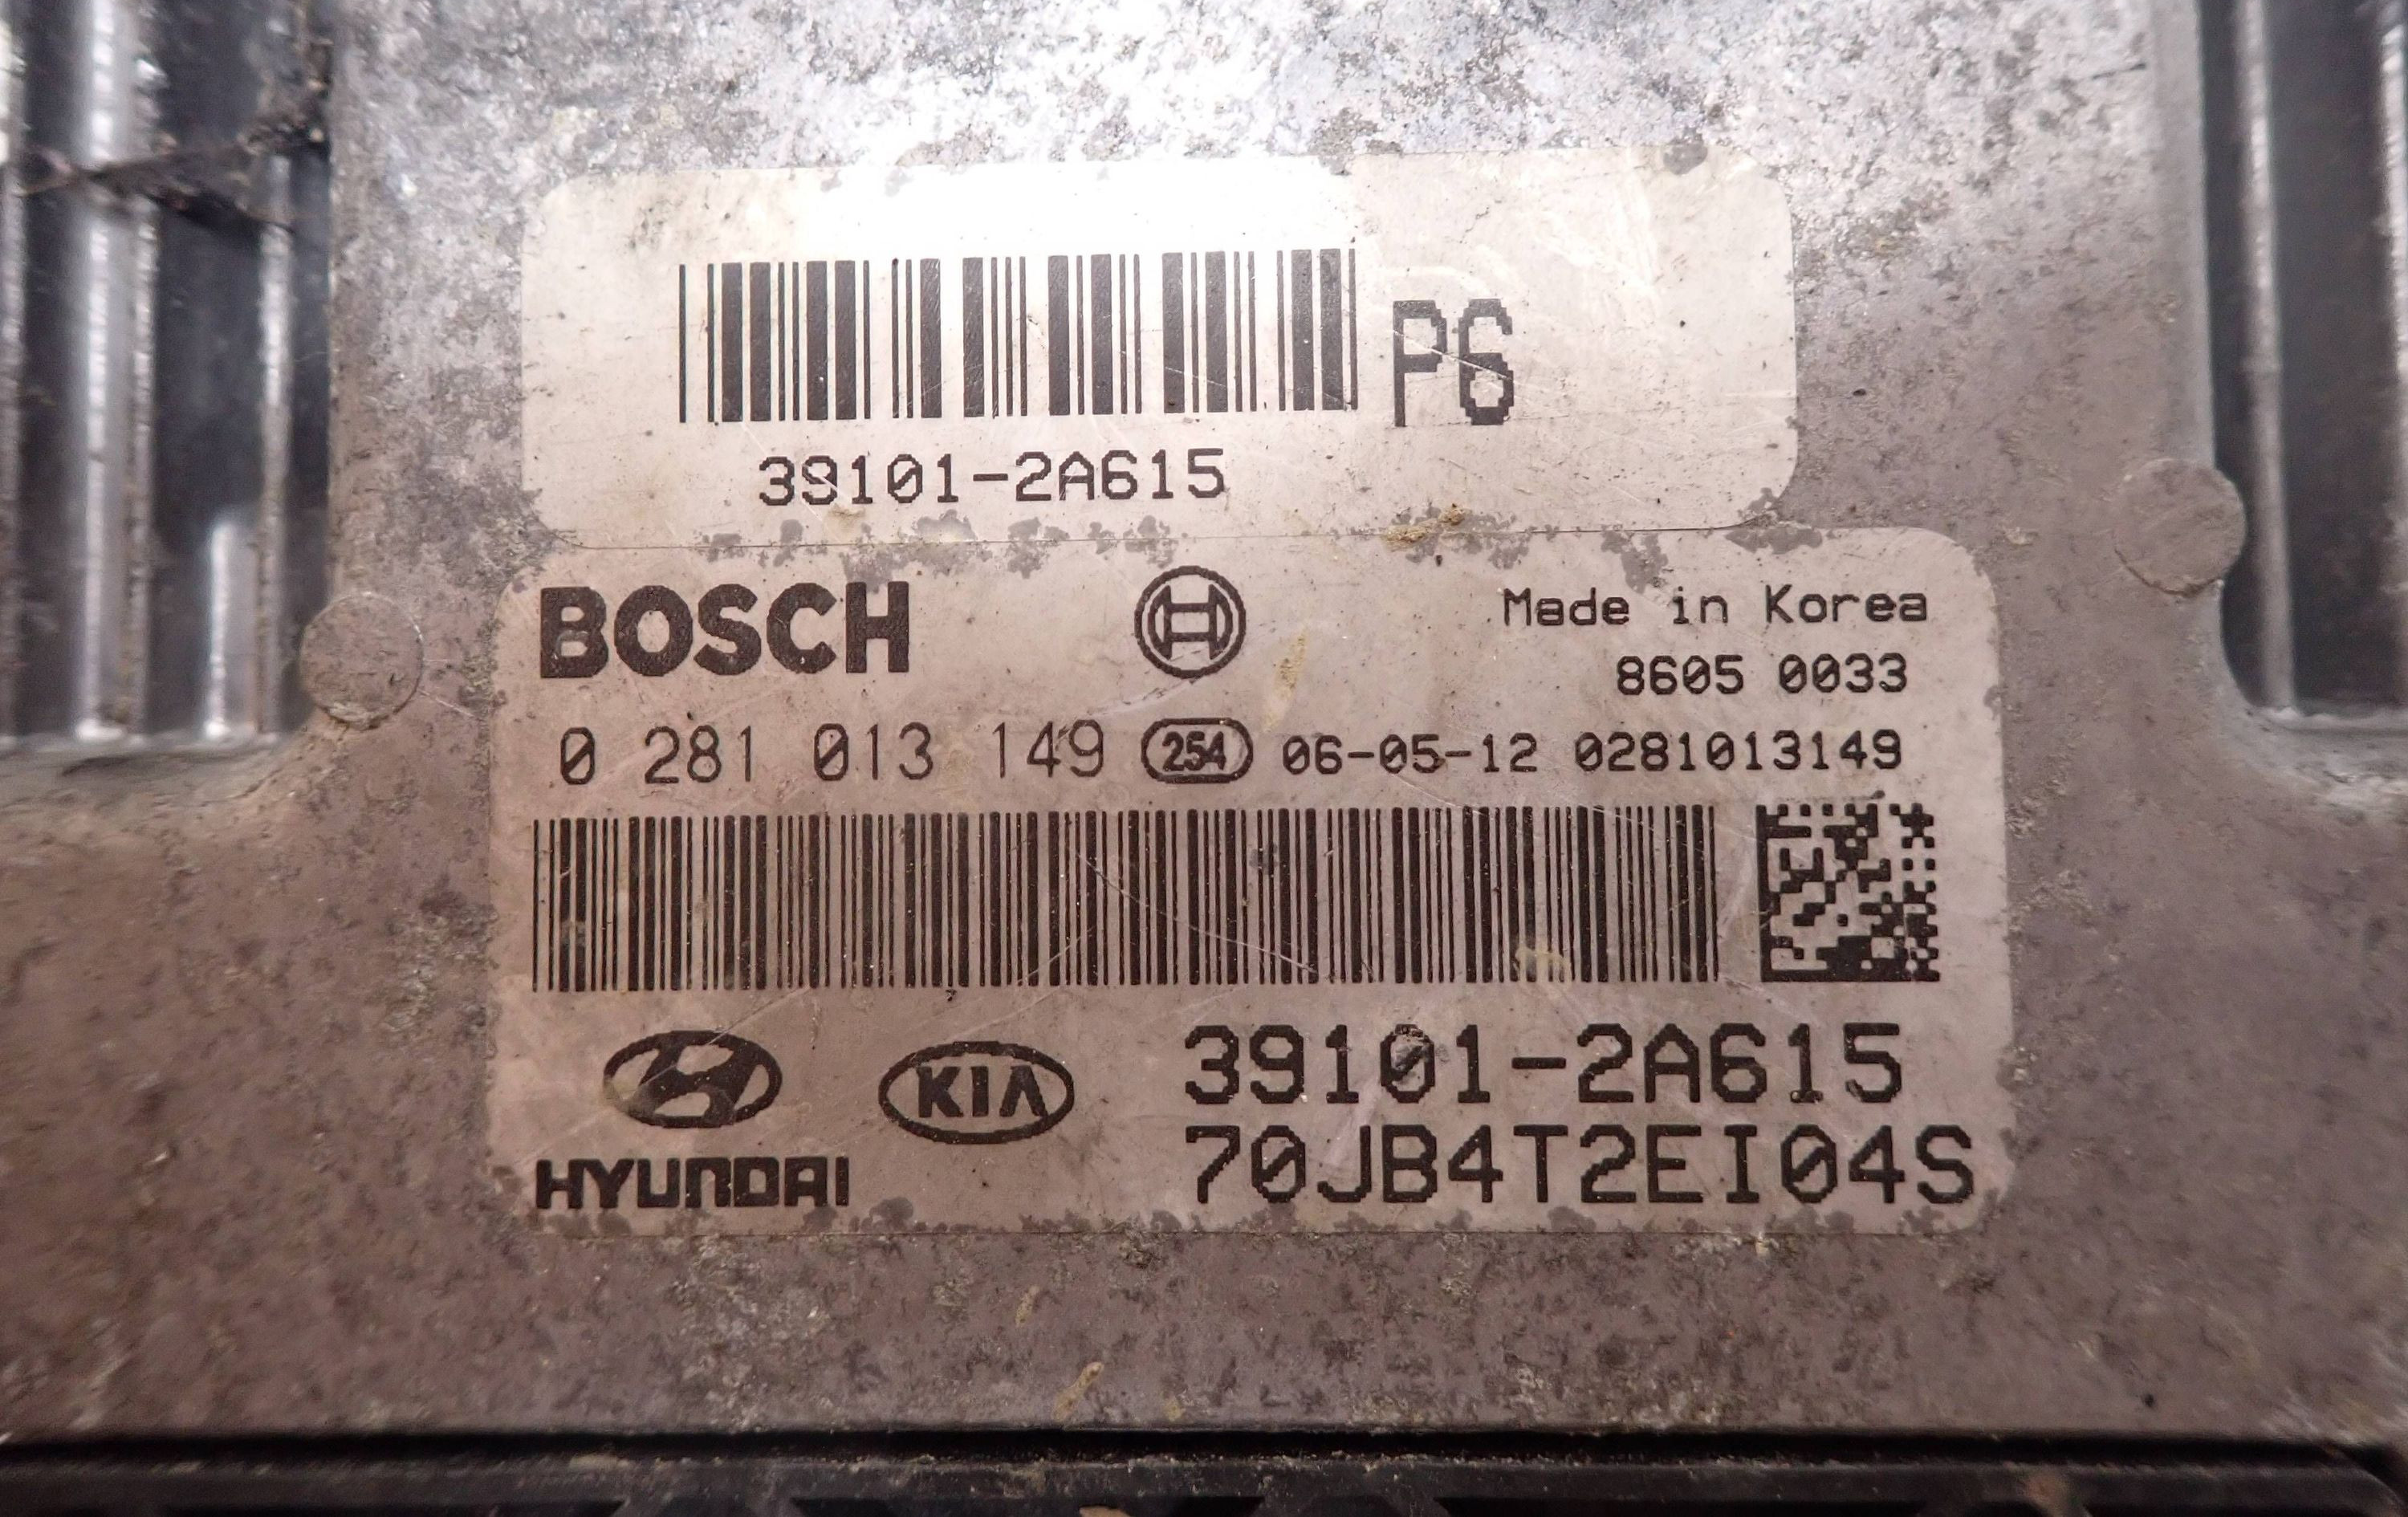 P6
39101-2A615
BOSCH
Made in Korea
8605 0033
0 281 013 149 254 06-05-12 0281013149
KIA 39101-2A615
HYUNDAI 70JB4T2EI04S